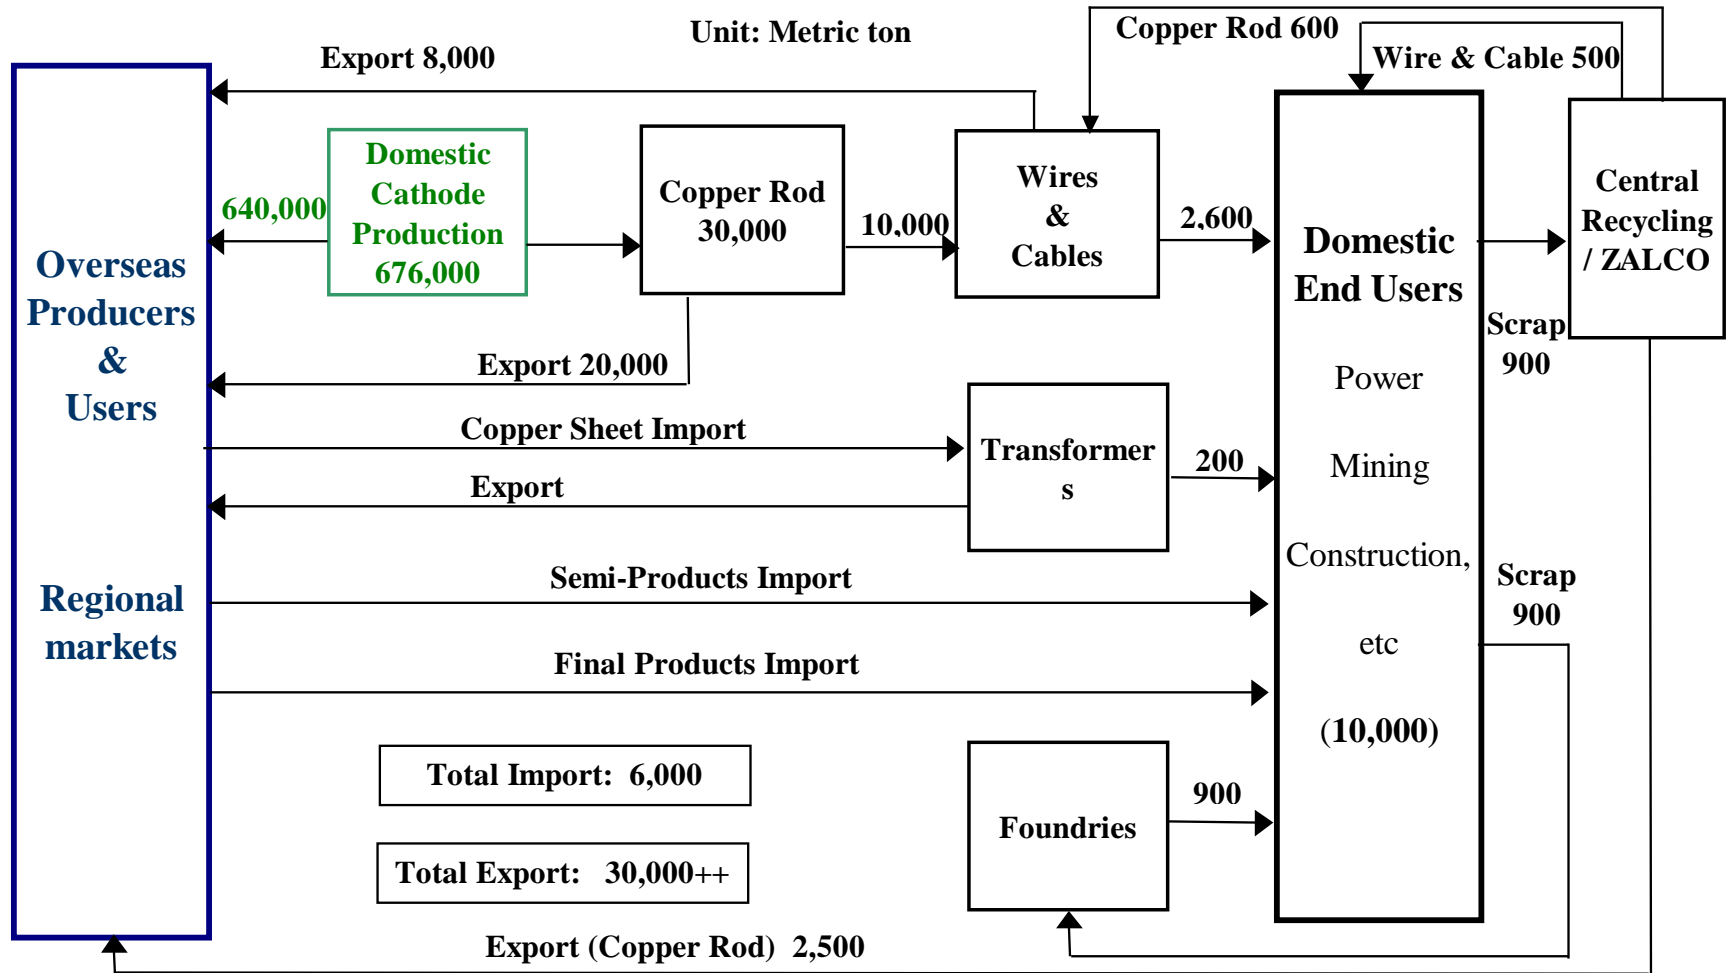 Unit: Metric ton
Copper Rod 600
Wire & Cable 500
Export 8,000
Domestic
Cathode
Production
676,000
640,000
Copper Rod
30,000
10,000
Wires
&
Cables
2,600
Central
Recycling
/ ZALCO
Overseas
Producers
&
Users
Regional
markets
Domestic
End Users
Power
Mining
Construction,
etc
(10,000)
Scrap
900
Export 20,000
Copper Sheet Import
Transformer
s
200
Export
Semi-Products Import
Scrap
900
Final Products Import
Total Import:  6,000
Foundries
900
Total Export:   30,000++
Export (Copper Rod)  2,500